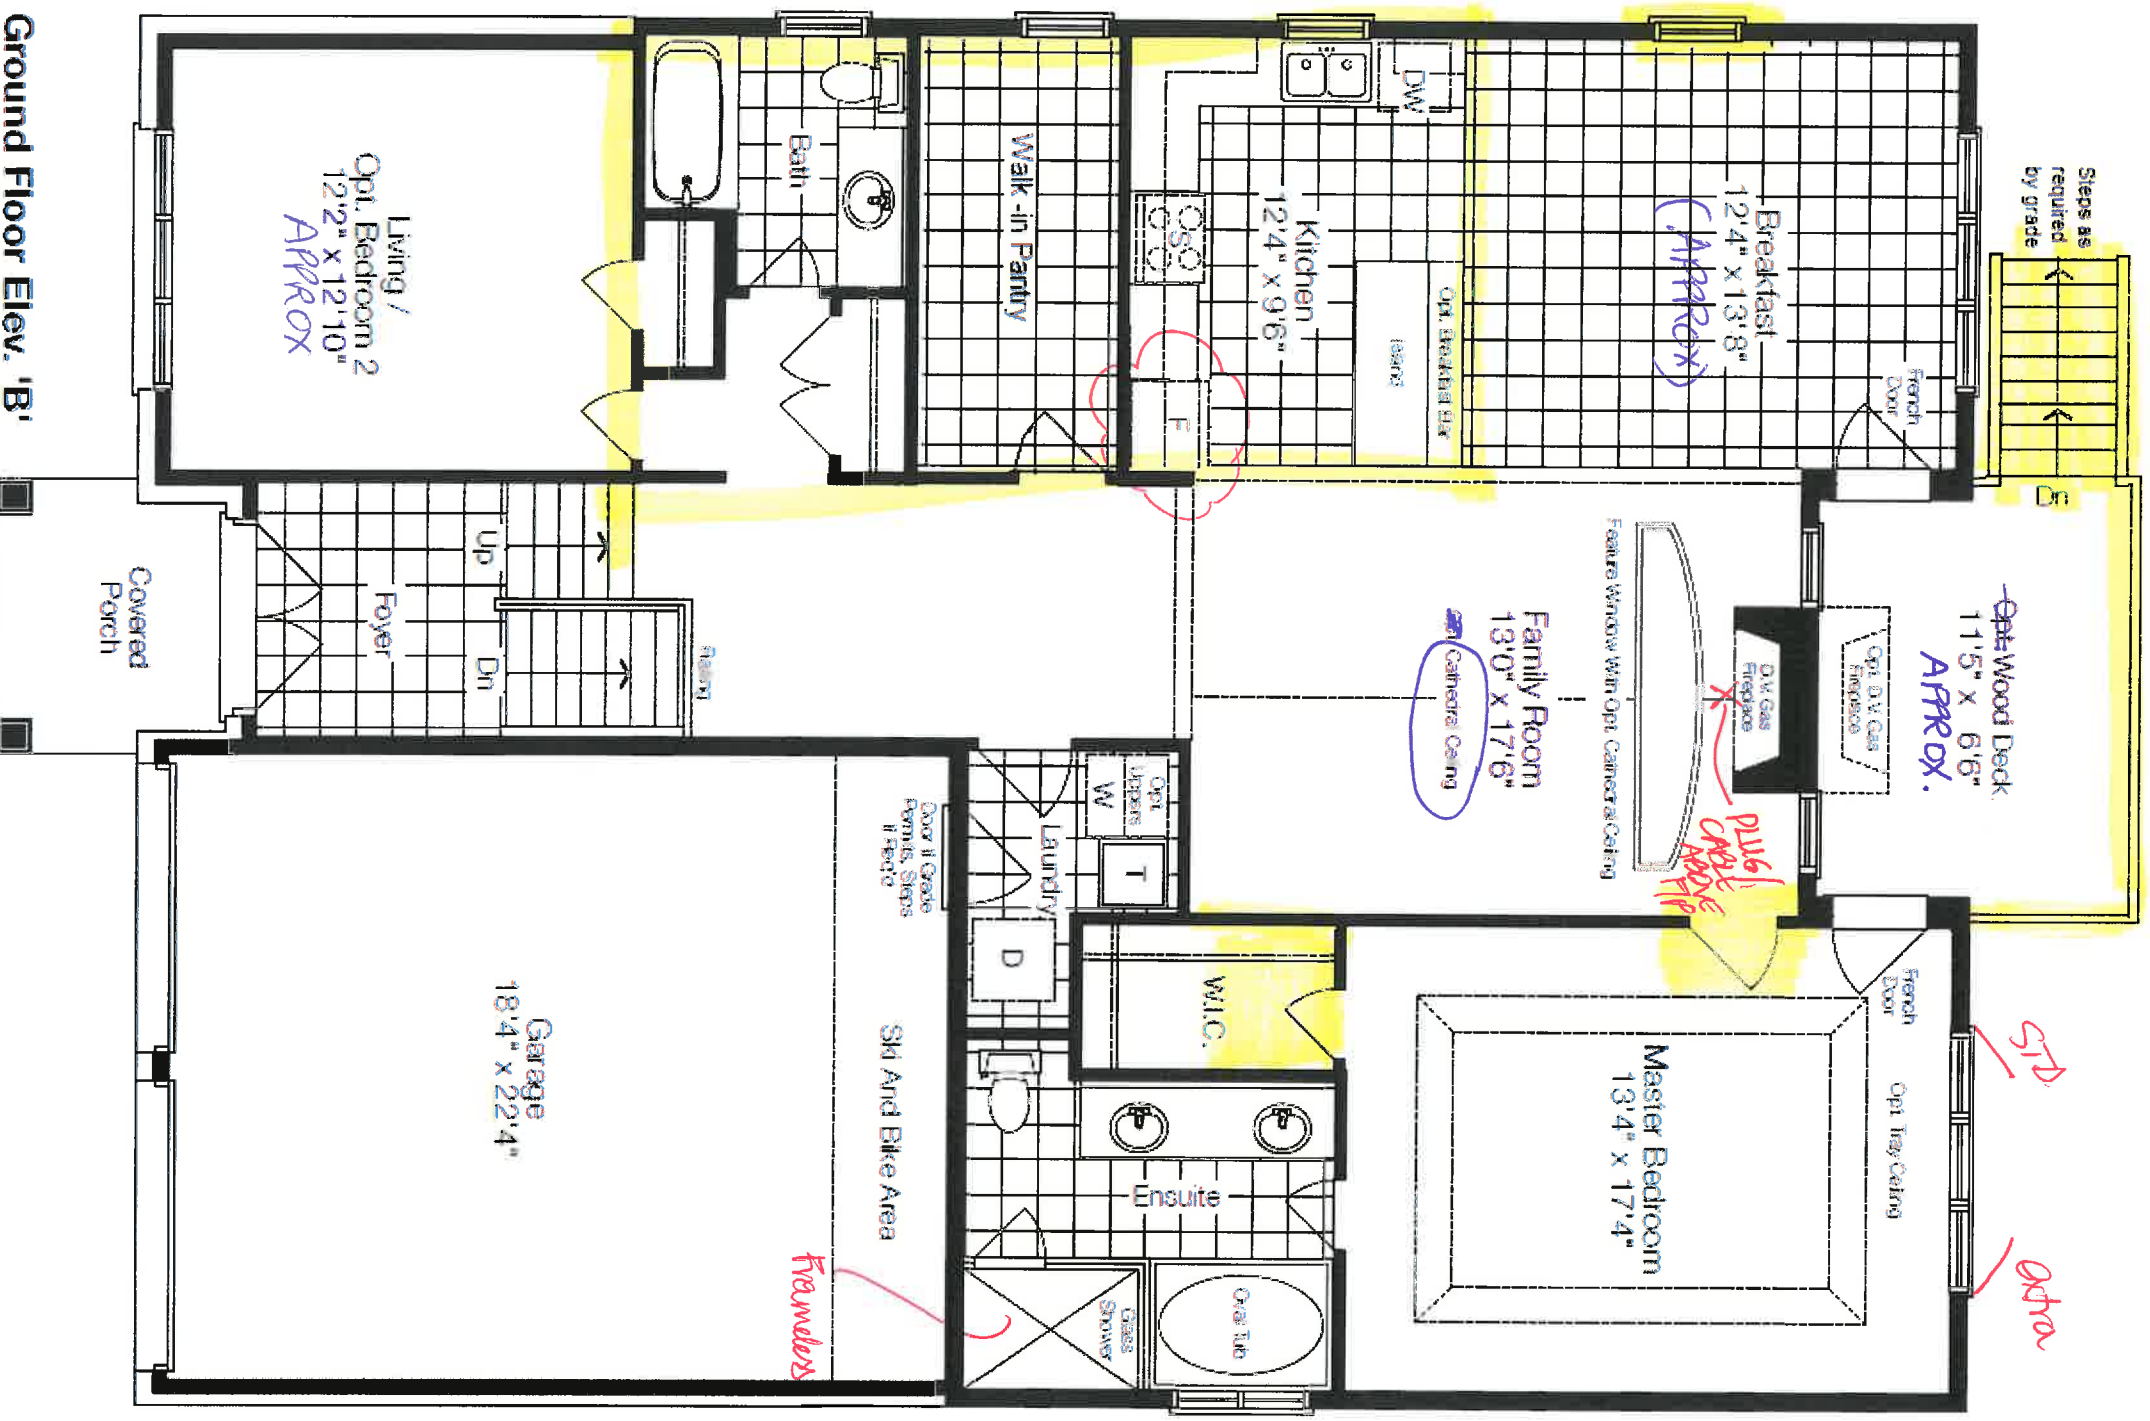 Ground Floor Elev. 'B'
Steps as
required
by grade
Dn
Opt. Wood Deck
11'5" x 6'6"
APPROX.
Opt. D.V. Gas
Fireplace
D.V. Gas
Fireplace
PLUG/
CABLE
ABOVE
F/P
Breakfast
12'4" x 13'8"
(APPROX)
French
Door
Kitchen
12'4" x 9'6"
Opt. Breakfast Bar
Island
DW
S
F
Walk-in Pantry
Bath
Living /
Opt. Bedroom 2
12'2" x 12'10"
APPROX
Feature Window With Opt. Cathedral Ceiling
Family Room
13'0" x 17'6"
Cathedral Ceiling
Up
Dn
Railing
Foyer
Covered
Porch
Opt.
Uppers
W
T
Laundry
D
Door If Grade
Permits, Steps
If Req'd
W.I.C.
French
Door
Opt. Tray Ceiling
Master Bedroom
13'4" x 17'4"
STD
extra
Ensuite
Glass
Shower
Oval Tub
Frameless
Ski And Bike Area
Garage
18'4" x 22'4"